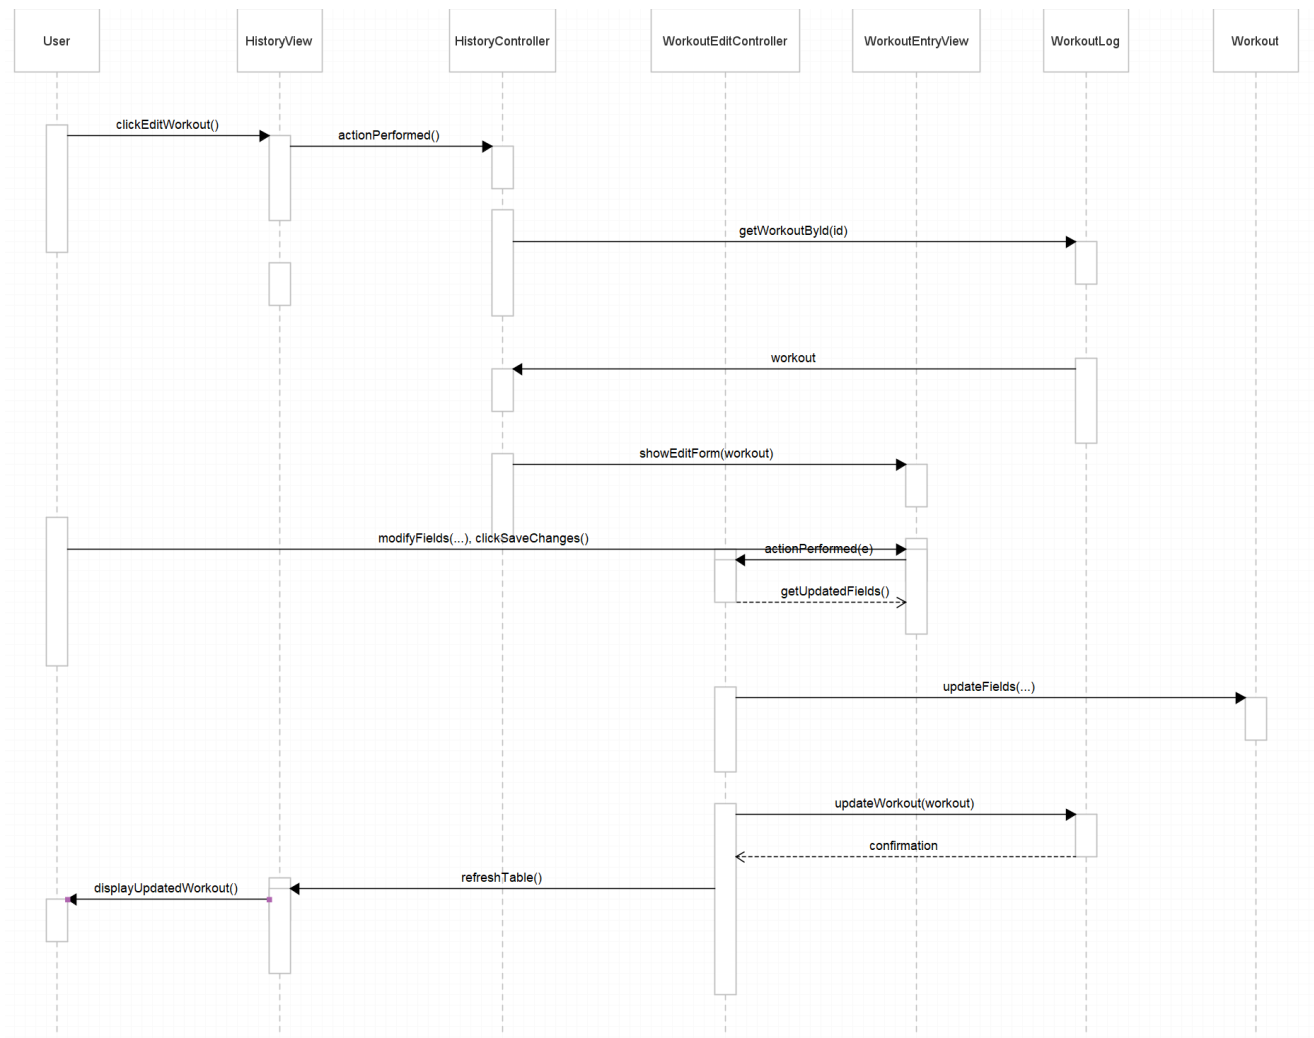 User
HistoryView
HistoryController
WorkoutEditController
WorkoutEntryView
WorkoutLog
Workout
clickEditWorkout()
actionPerformed()
getWorkoutById(id)
workout
showEditForm(workout)
modifyFields(...), clickSaveChanges()
actionPerformed(e)
getUpdatedFields()
updateFields(...)
updateWorkout(workout)
confirmation
refreshTable()
displayUpdatedWorkout()